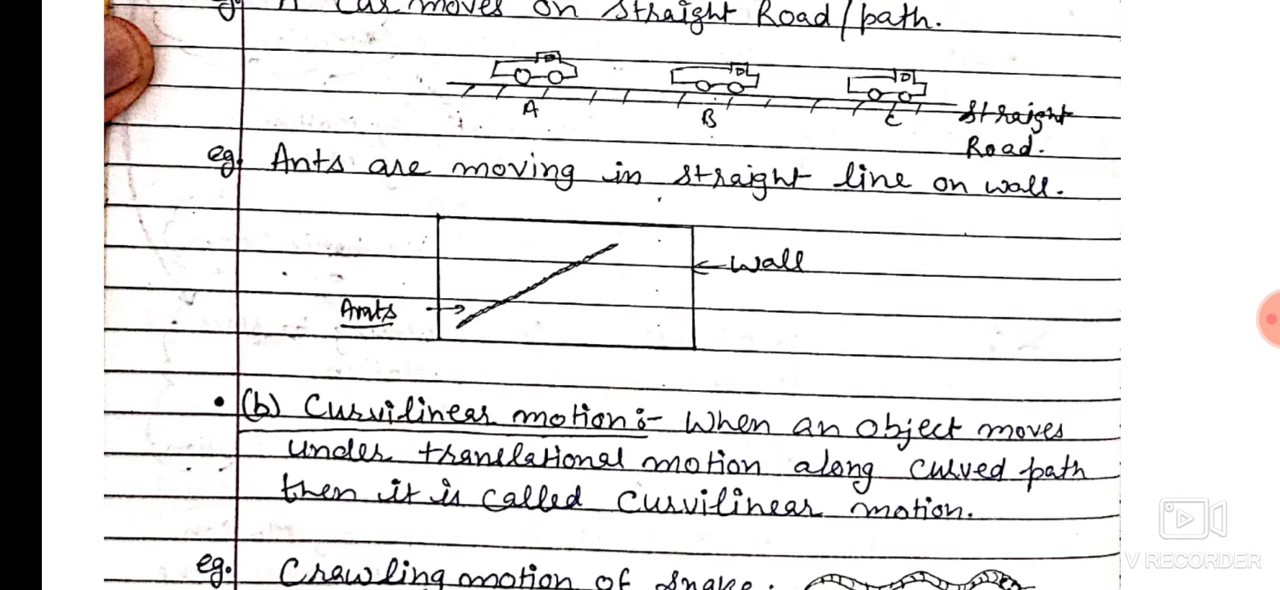 eg. A Car moves on Straight Road/path.
A B C Straight
Road.
eg. Ants are moving in straight line on wall.
Wall
Ants
(b) Curvilinear motion:- When an object moves
under translational motion along curved path
then it is called Curvilinear motion.
eg. Crawling motion of snake.
V RECORDER